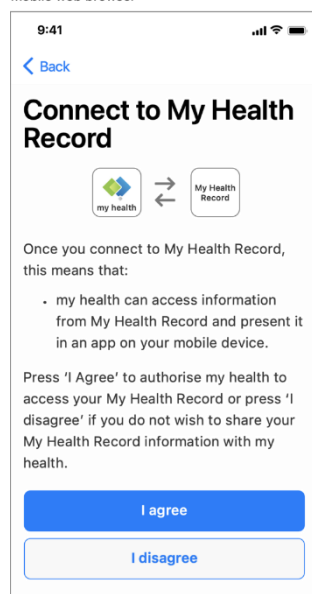 9:41
Back
Connect to My Health
Record
my health
My Health
Record
Once you connect to My Health Record,
this means that:
• my health can access information
from My Health Record and present it
in an app on your mobile device.
Press ‘I Agree’ to authorise my health to
access your My Health Record or press ‘I
disagree’ if you do not wish to share your
My Health Record information with my
health.
I agree
I disagree